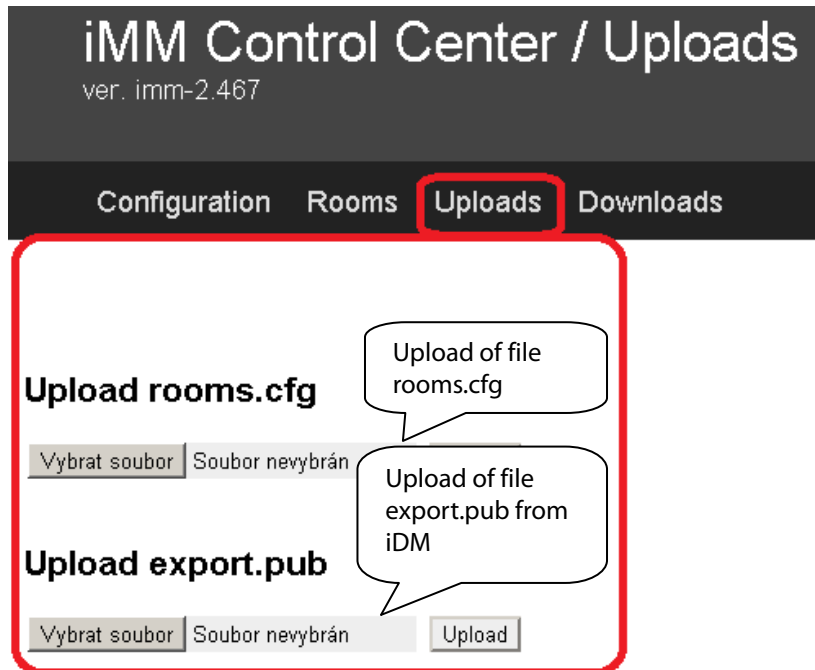 iMM Control Center / Uploads
ver. imm-2.467
Configuration Rooms Uploads Downloads
Upload of file
rooms.cfg
Upload rooms.cfg
Vybrat soubor Soubor nevybrán
Upload of file
export.pub from
iDM
Upload export.pub
Vybrat soubor Soubor nevybrán Upload